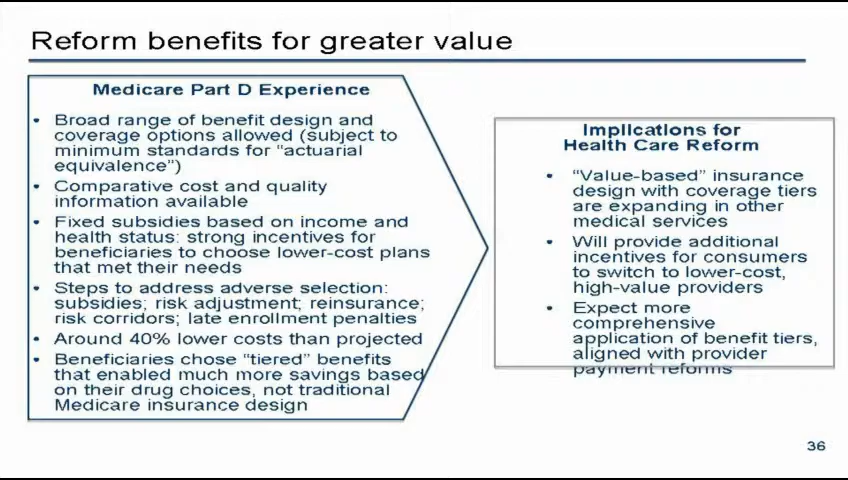 Reform benefits for greater value
Medicare Part D Experience
• Broad range of benefit design and
coverage options allowed (subject to
minimum standards for "actuarial
equivalence")
• Comparative cost and quality
information available
• Fixed subsidies based on income and
health status: strong incentives for
beneficiaries to choose lower-cost plans
that met their needs
• Steps to address adverse selection:
subsidies; risk adjustment; reinsurance;
risk corridors; late enrollment penalties
• Around 40% lower costs than projected
• Beneficiaries chose "tiered" benefits
that enabled much more savings based
on their drug choices, not traditional
Medicare insurance design
Implications for
Health Care Reform
• "Value-based" insurance
design with coverage tiers
are expanding in other
medical services
• Will provide additional
incentives for consumers
to switch to lower-cost,
high-value providers
• Expect more
comprehensive
application of benefit tiers,
aligned with provider
payment reforms
36